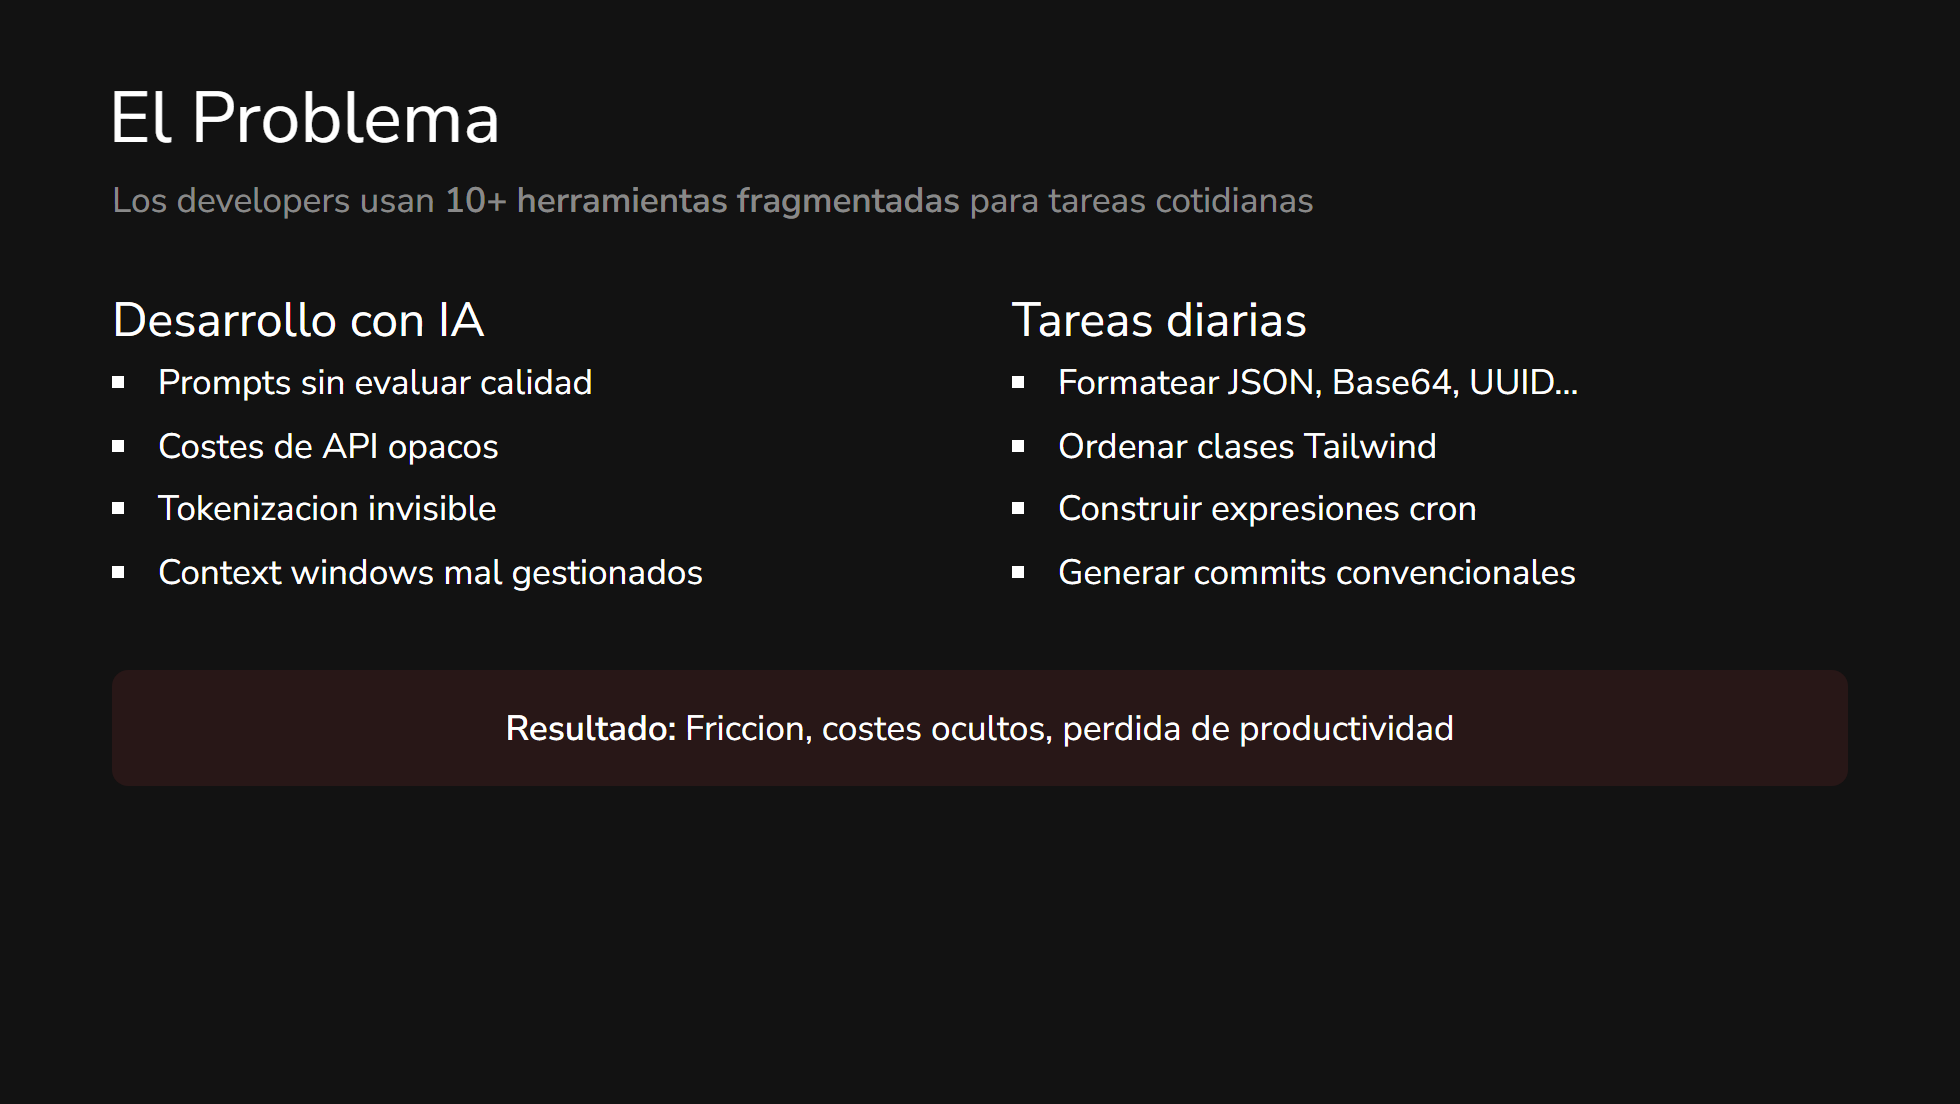 El Problema
Los developers usan 10+ herramientas fragmentadas para tareas cotidianas
Desarrollo con IA
Prompts sin evaluar calidad
Costes de API opacos
Tokenizacion invisible
Context windows mal gestionados
Tareas diarias
Formatear JSON, Base64, UUID...
Ordenar clases Tailwind
Construir expresiones cron
Generar commits convencionales
Resultado: Friccion, costes ocultos, perdida de productividad